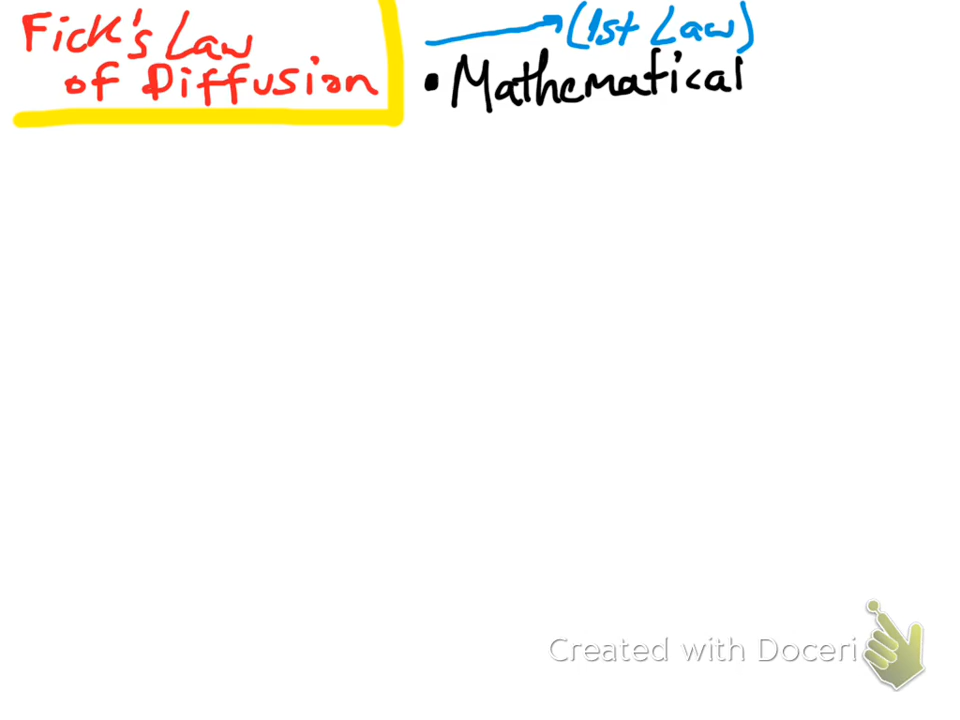 Fick's Law
of Diffusion
(1st Law)
• Mathematical
Created with Doceri